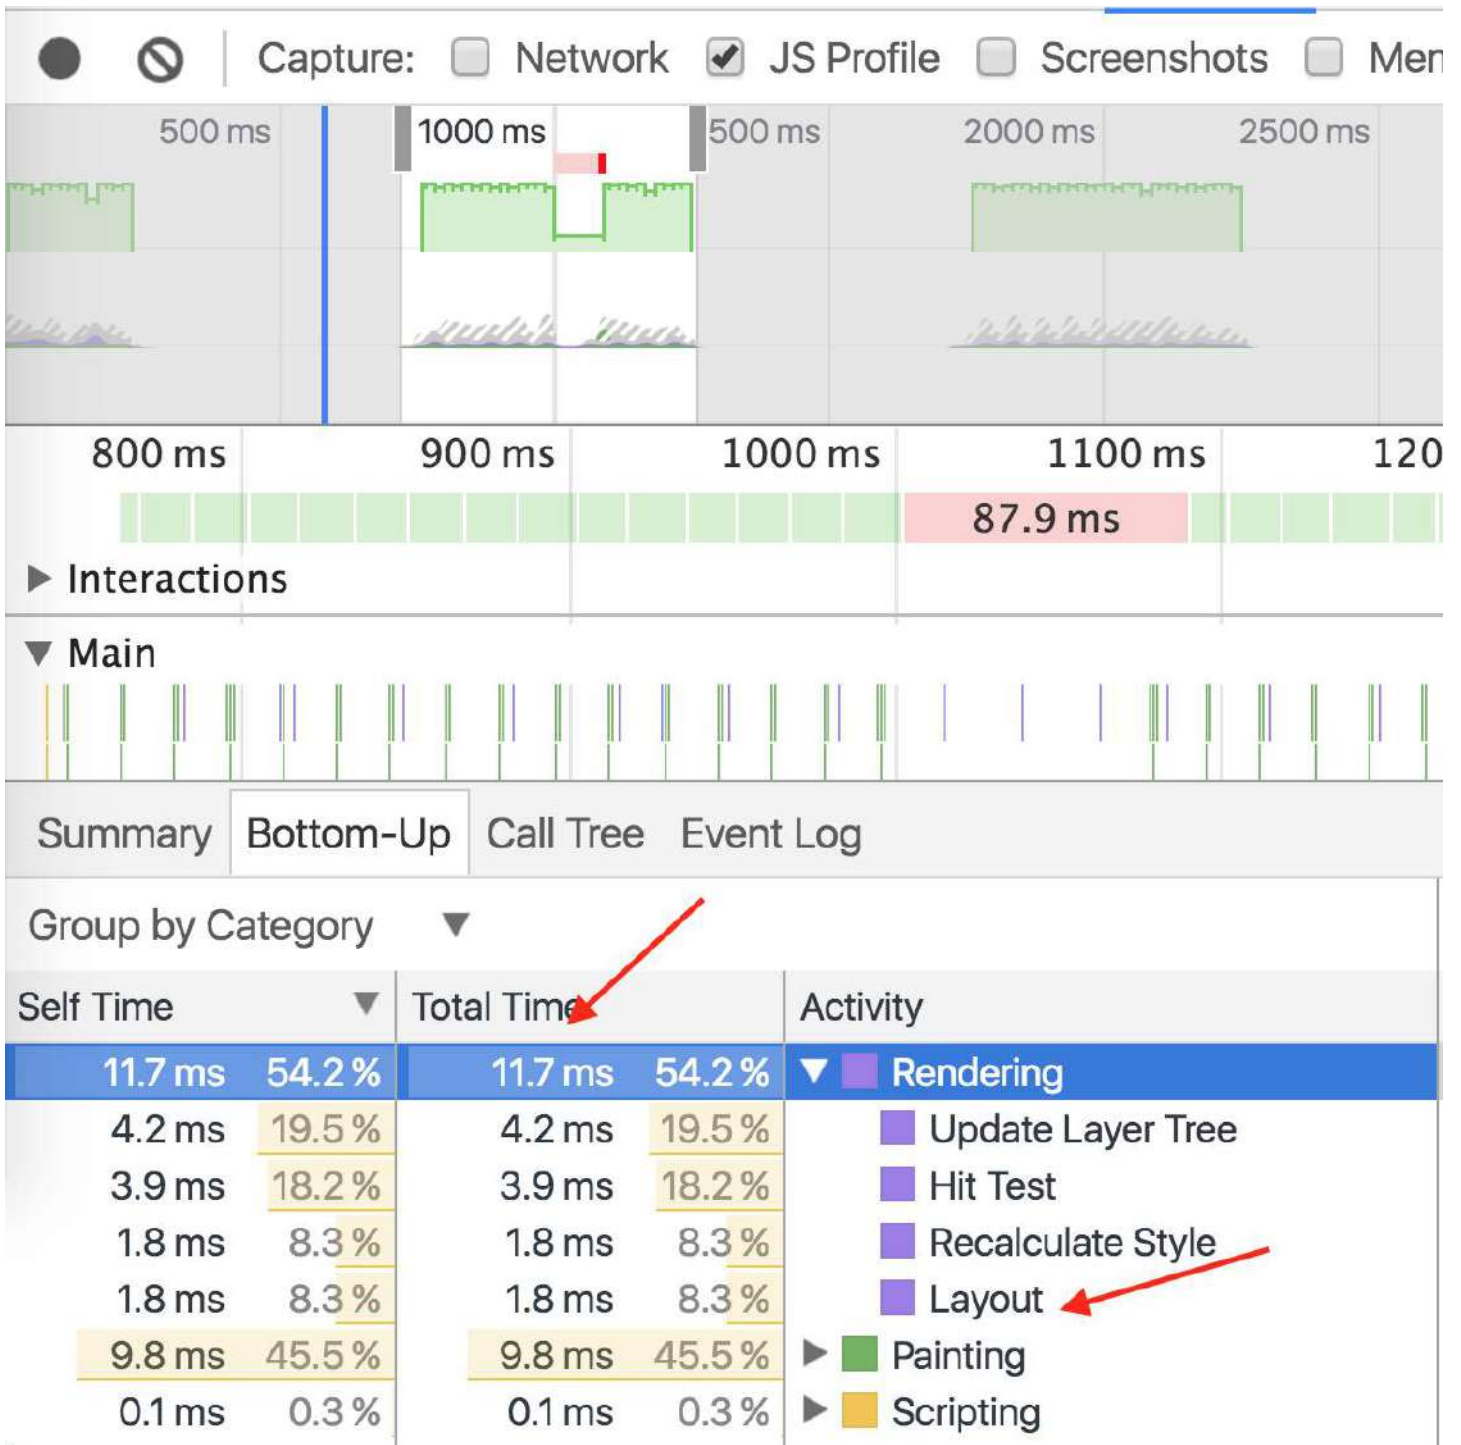 Capture: Network JS Profile Screenshots Mem
500 ms 1000 ms 500 ms 2000 ms 2500 ms
800 ms 900 ms 1000 ms 1100 ms 120
87.9 ms
Interactions
Main
Summary Bottom-Up Call Tree Event Log
Group by Category
Self Time Total Time Activity
11.7 ms 54.2 % 11.7 ms 54.2 % Rendering
4.2 ms 19.5 % 4.2 ms 19.5 % Update Layer Tree
3.9 ms 18.2 % 3.9 ms 18.2 % Hit Test
1.8 ms 8.3 % 1.8 ms 8.3 % Recalculate Style
1.8 ms 8.3 % 1.8 ms 8.3 % Layout
9.8 ms 45.5 % 9.8 ms 45.5 % Painting
0.1 ms 0.3 % 0.1 ms 0.3 % Scripting